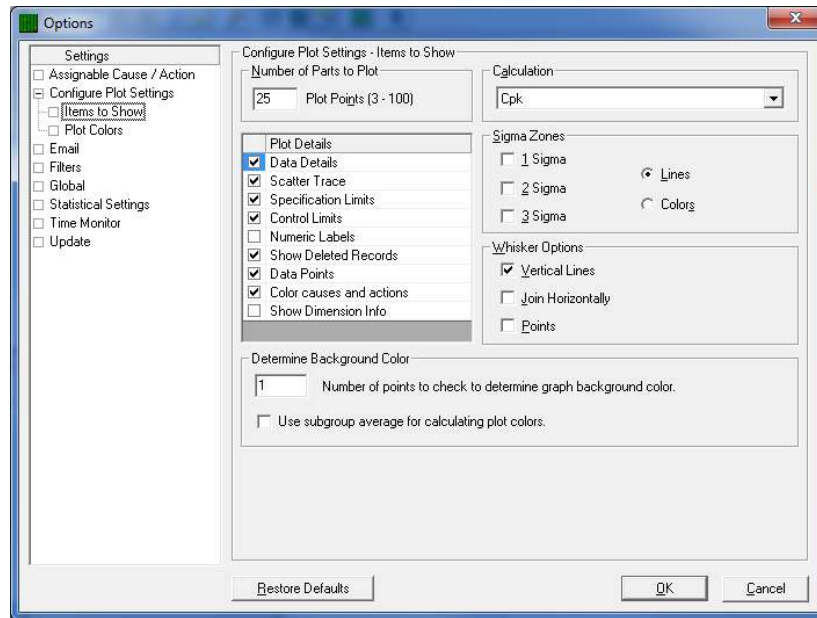 Options
Settings
Assignable Cause / Action
Configure Plot Settings
Items to Show
Plot Colors
Email
Filters
Global
Statistical Settings
Time Monitor
Update
Configure Plot Settings - Items to Show
Number of Parts to Plot
25 Plot Points (3 - 100)
Calculation
Cpk
Plot Details
Data Details
Scatter Trace
Specification Limits
Control Limits
Numeric Labels
Show Deleted Records
Data Points
Color causes and actions
Show Dimension Info
Sigma Zones
1 Sigma
2 Sigma
3 Sigma
Lines
Colors
Whisker Options
Vertical Lines
Join Horizontally
Points
Determine Background Color
1 Number of points to check to determine graph background color.
Use subgroup average for calculating plot colors.
Restore Defaults
OK
Cancel